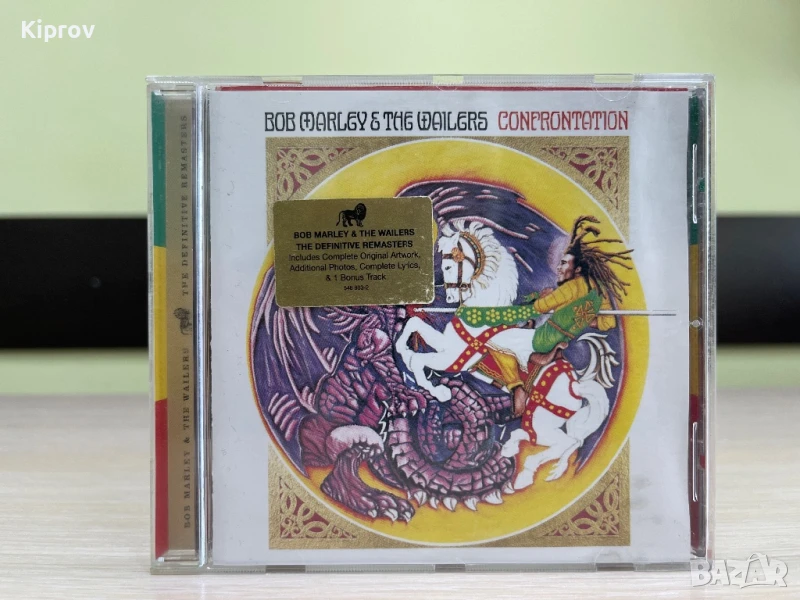 Kiprov
BOB MARLEY & THE WAILERS CONFRONTATION
BOB MARLEY & THE WAILERS
THE DEFINITIVE REMASTERS
Includes Complete Original Artwork,
Additional Photos, Complete Lyrics,
& 1 Bonus Track.
BOB MARLEY & THE WAILERS THE DEFINITIVE REMASTERS
BAZAR